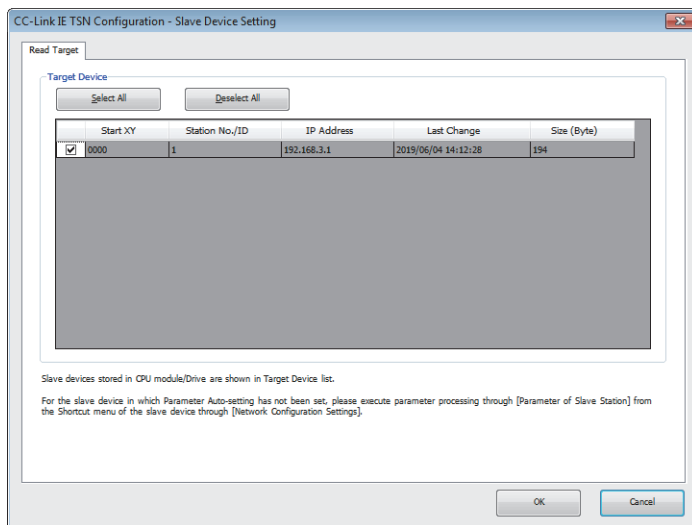 CC-Link IE TSN Configuration - Slave Device Setting
Read Target
Target Device
Select All Deselect All
Start XY Station No./ID IP Address Last Change Size (Byte)
0000 1 192.168.3.1 2019/06/04 14:12:28 194
Slave devices stored in CPU module/Drive are shown in Target Device list.
For the slave device in which Parameter Auto-setting has not been set, please execute parameter processing through [Parameter of Slave Station] from
the Shortcut menu of the slave device through [Network Configuration Settings].
OK Cancel